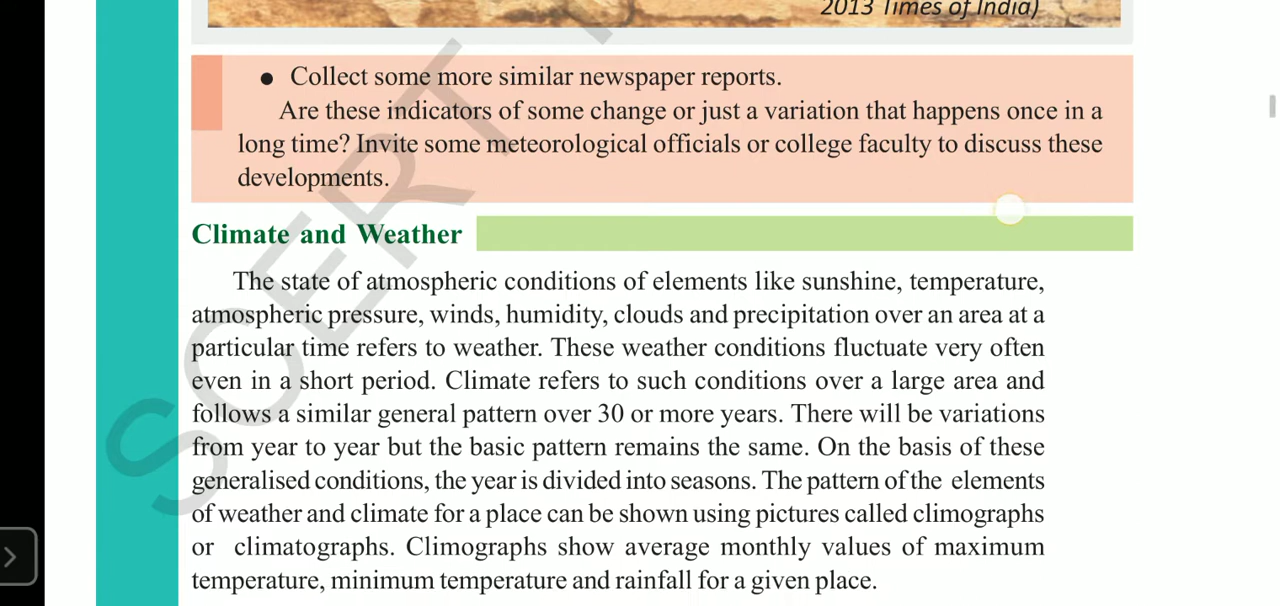 2013 Times of India)
● Collect some more similar newspaper reports.
Are these indicators of some change or just a variation that happens once in a
long time? Invite some meteorological officials or college faculty to discuss these
developments.
Climate and Weather
The state of atmospheric conditions of elements like sunshine, temperature,
atmospheric pressure, winds, humidity, clouds and precipitation over an area at a
particular time refers to weather. These weather conditions fluctuate very often
even in a short period. Climate refers to such conditions over a large area and
follows a similar general pattern over 30 or more years. There will be variations
from year to year but the basic pattern remains the same. On the basis of these
generalised conditions, the year is divided into seasons. The pattern of the elements
of weather and climate for a place can be shown using pictures called climographs
or climatographs. Climographs show average monthly values of maximum
temperature, minimum temperature and rainfall for a given place.
SCERT